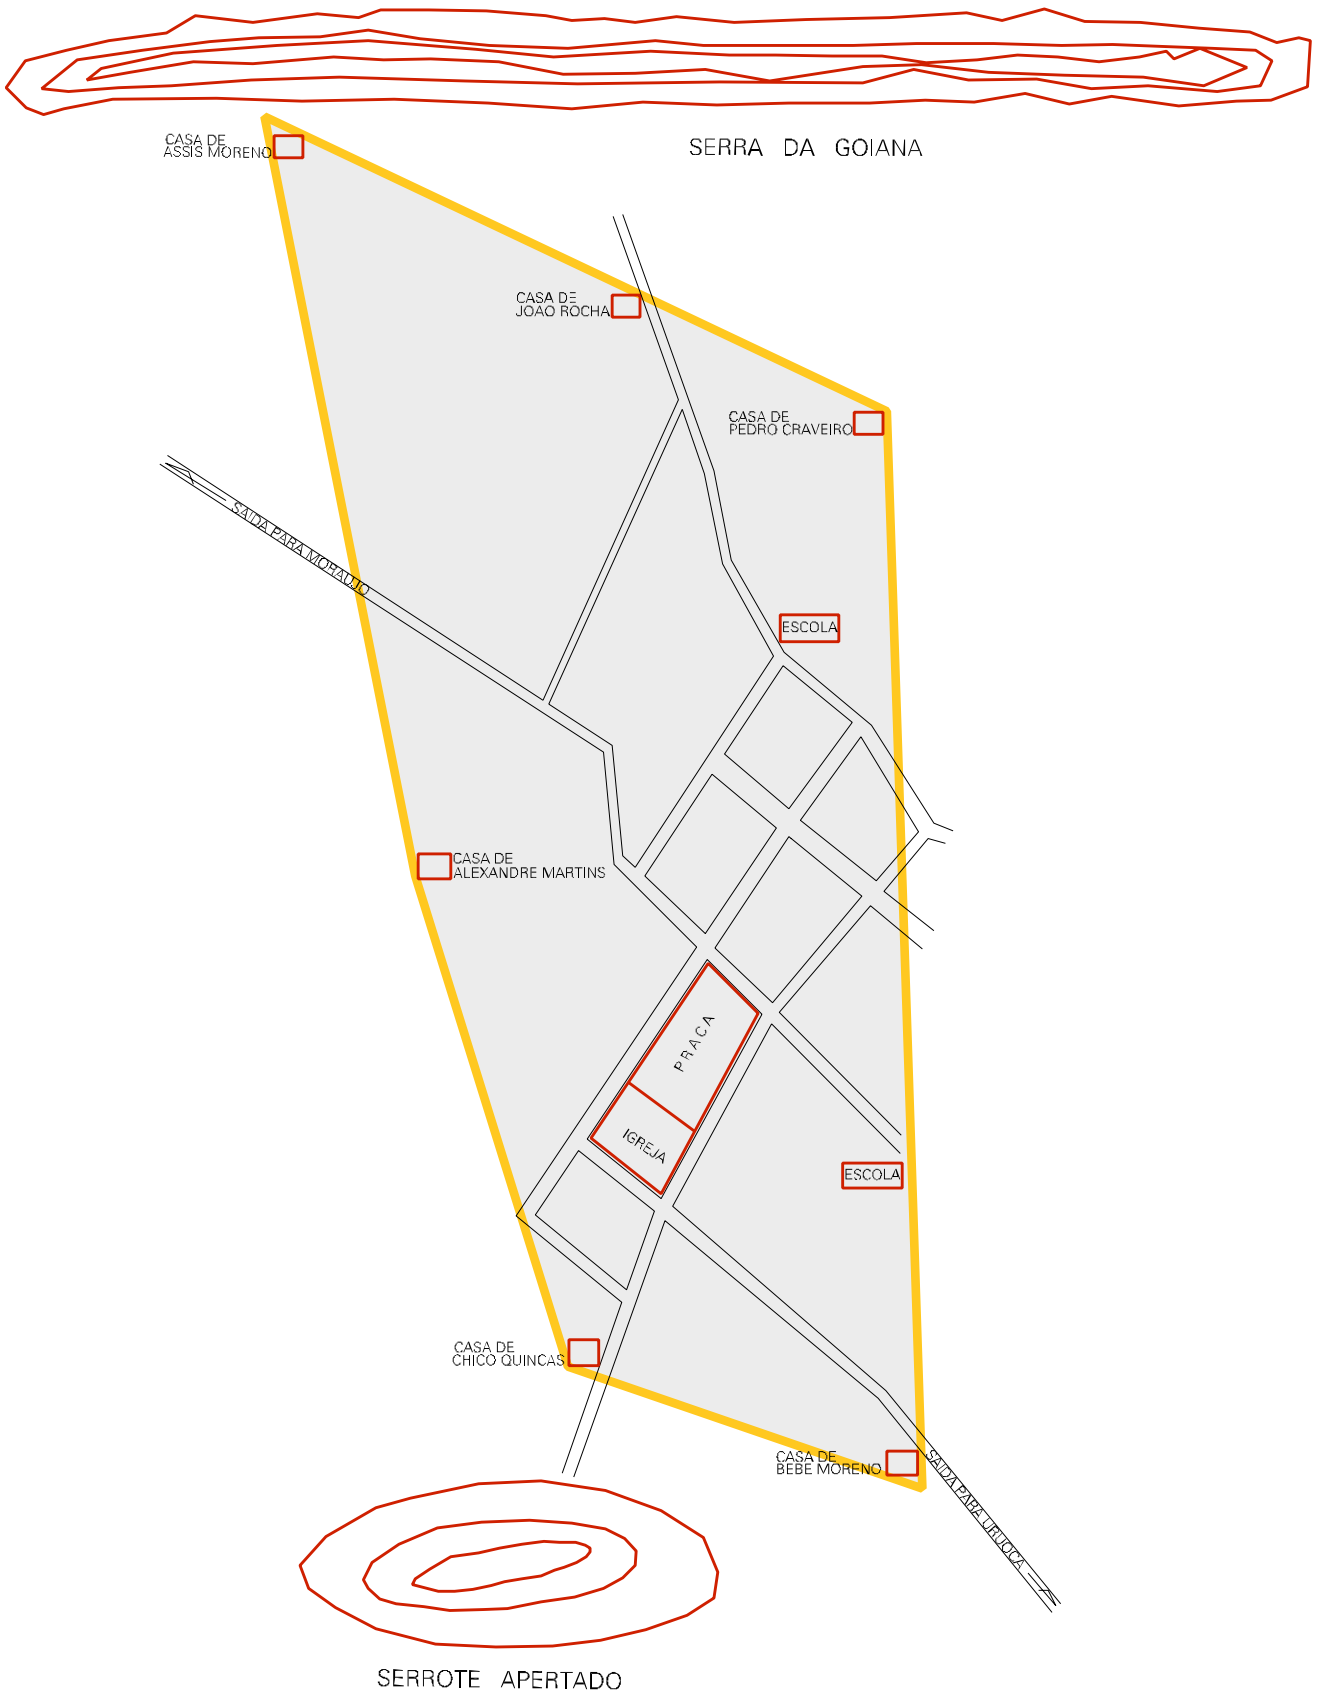 CASA DE
ASSIS MORENO
SERRA DA GOIANA
CASA DE
JOAO ROCHA
CASA DE
PEDRO CRAVEIRO
SAIDA PARA MORAUJO
ESCOLA
CASA DE
ALEXANDRE MARTINS
PRACA
IGREJA
ESCOLA
CASA DE
CHICO QUINCAS
CASA DE
BEBE MORENO
SAIDA PARA URUOCA
SERROTE APERTADO